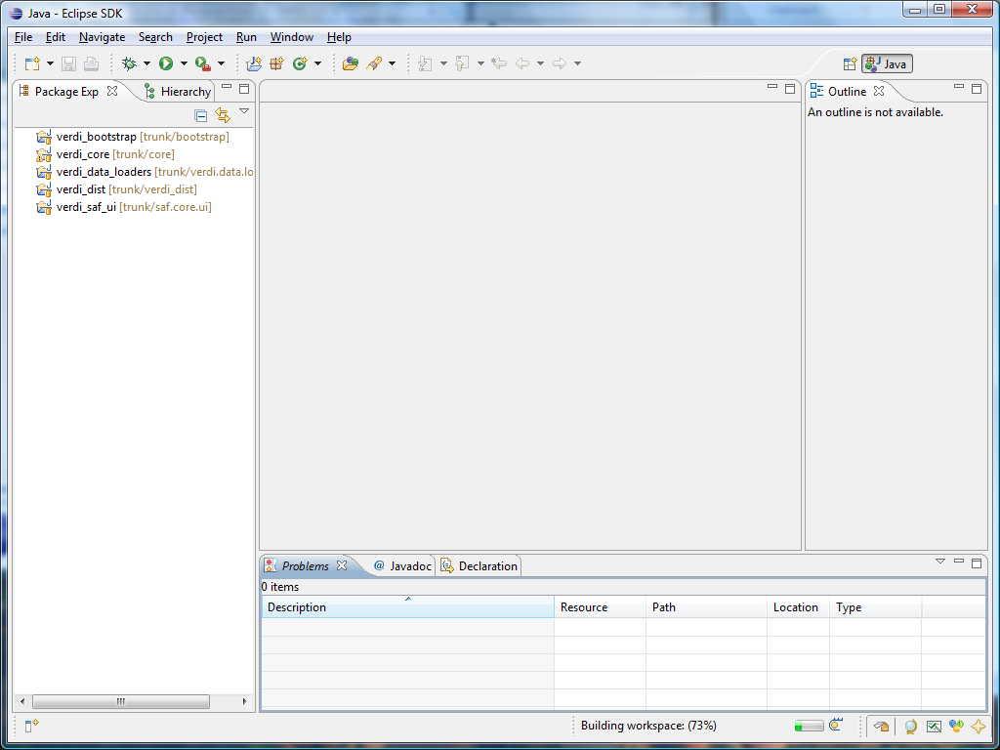 Java - Eclipse SDK
File Edit Navigate Search Project Run Window Help
Java
Package Exp
Hierarchy
verdi_bootstrap [trunk/bootstrap]
verdi_core [trunk/core]
verdi_data_loaders [trunk/verdi.data.lo
verdi_dist [trunk/verdi_dist]
verdi_saf_ui [trunk/saf.core.ui]
Outline
An outline is not available.
Problems @ Javadoc Declaration
0 items
Description Resource Path Location Type
Building workspace: (73%)